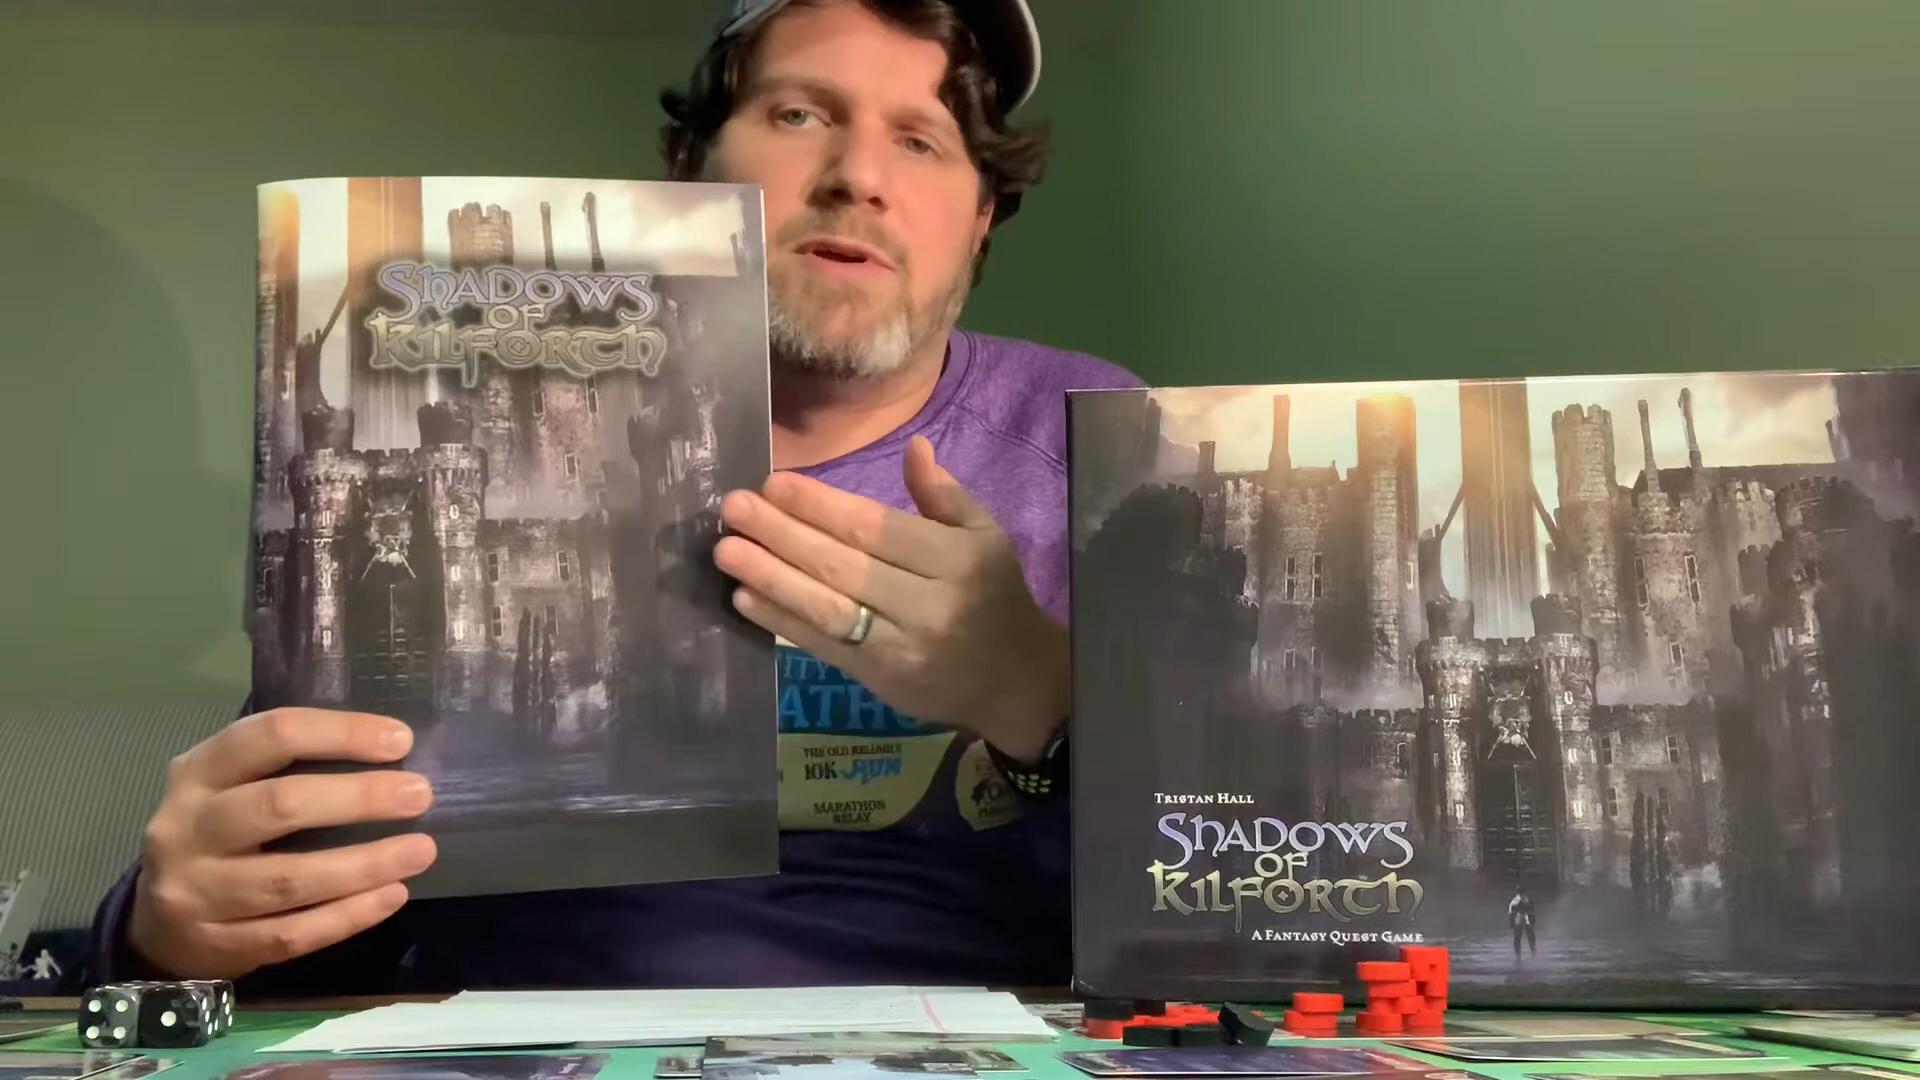 Shadows
of
Kilforth
THE OLD RELIABLE
10K RUN
MARATHON
RELAY
Tristan Hall
Shadows
of
Kilforth
A Fantasy Quest Game